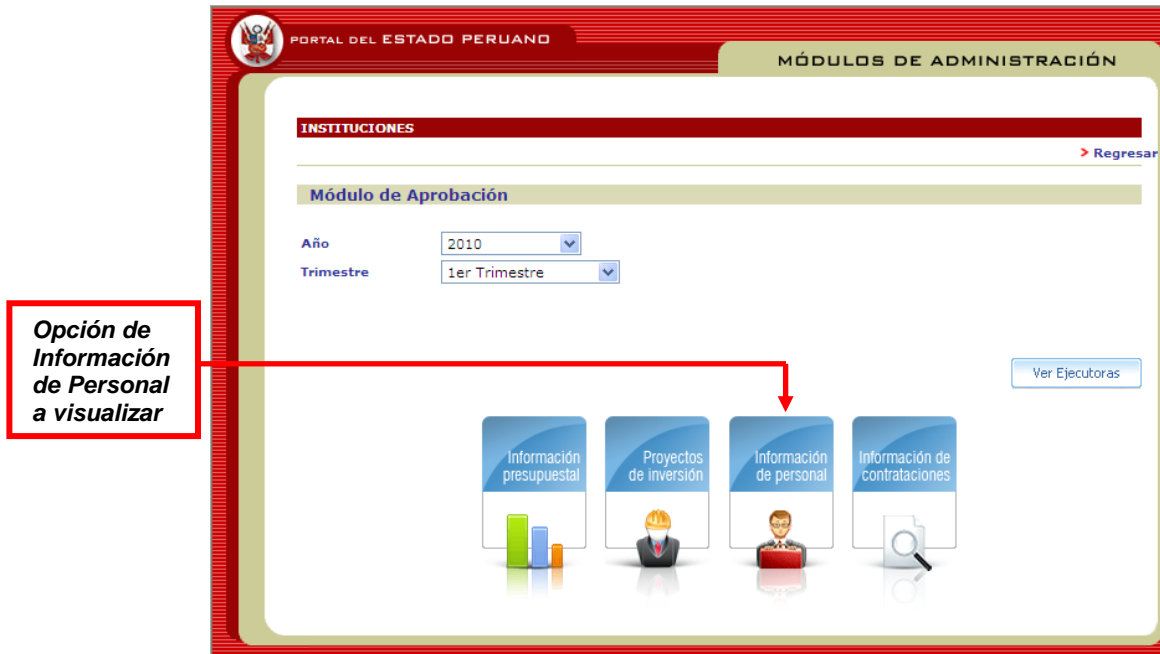 PORTAL DEL ESTADO PERUANO
MÓDULOS DE ADMINISTRACIÓN
INSTITUCIONES
> Regresar
Módulo de Aprobación
Año
2010
Trimestre
1er Trimestre
Opción de
Información
de Personal
a visualizar
Ver Ejecutoras
Información
presupuestal
Proyectos
de inversión
Información
de personal
Información de
contrataciones